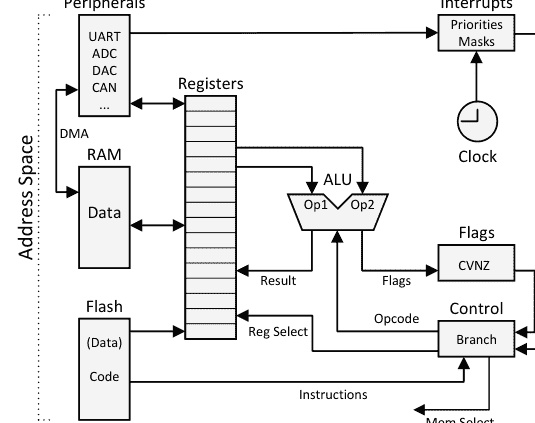 Peripherals
Interrupts
UART
ADC
DAC
CAN
...
Priorities
Masks
Registers
DMA
Clock
RAM
ALU
Address Space
Data
Op1 Op2
Flags
CVNZ
Result
Flags
Flash
Control
(Data)
Opcode
Reg Select
Branch
Code
Instructions
Mem Select